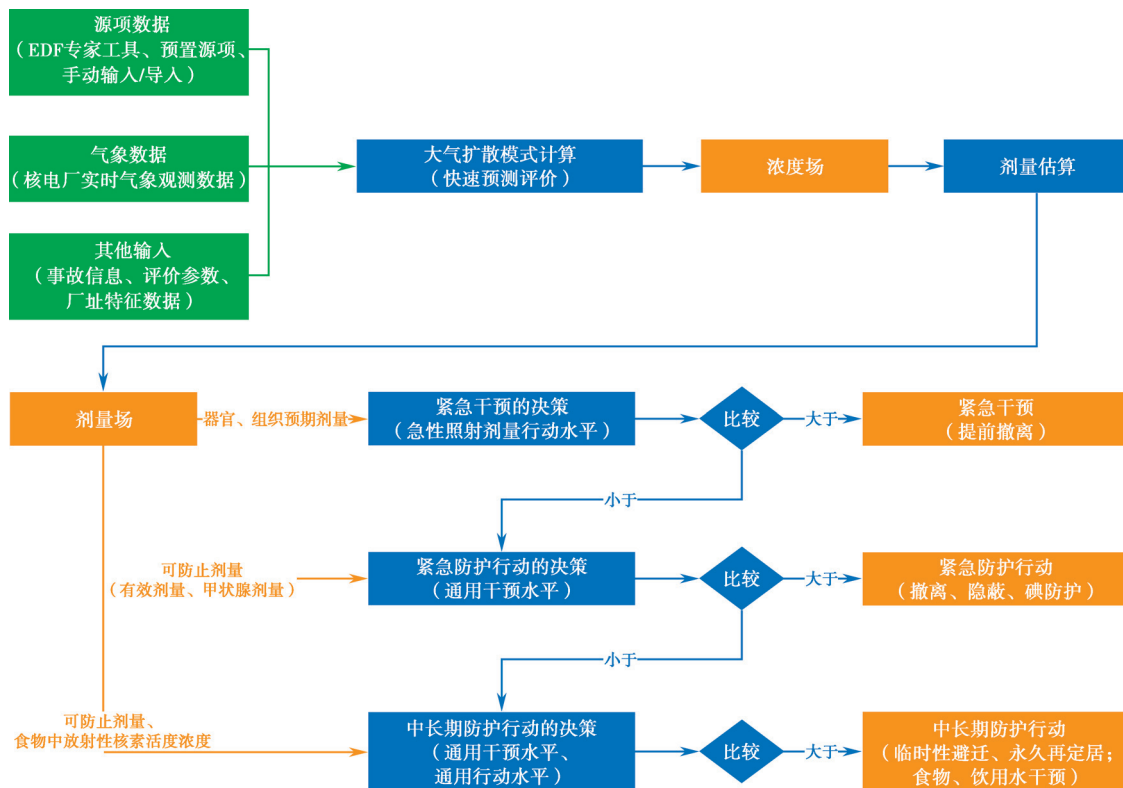 源项数据
（EDF专家工具、预置源项、
手动输入/导入）
气象数据
（核电厂实时气象观测数据）
大气扩散模式计算
（快速预测评价）
浓度场
剂量估算
其他输入
（事故信息、评价参数、
厂址特征数据）
剂量场
器官、组织预期剂量
紧急干预的决策
（急性照射剂量行动水平）
比较
大于
紧急干预
（提前撤离）
小于
可防止剂量
（有效剂量、甲状腺剂量）
紧急防护行动的决策
（通用干预水平）
比较
大于
紧急防护行动
（撤离、隐蔽、碘防护）
小于
可防止剂量、
食物中放射性核素活度浓度
中长期防护行动的决策
（通用干预水平、
通用行动水平）
比较
大于
中长期防护行动
（临时性避迁、永久再定居；
食物、饮用水干预）